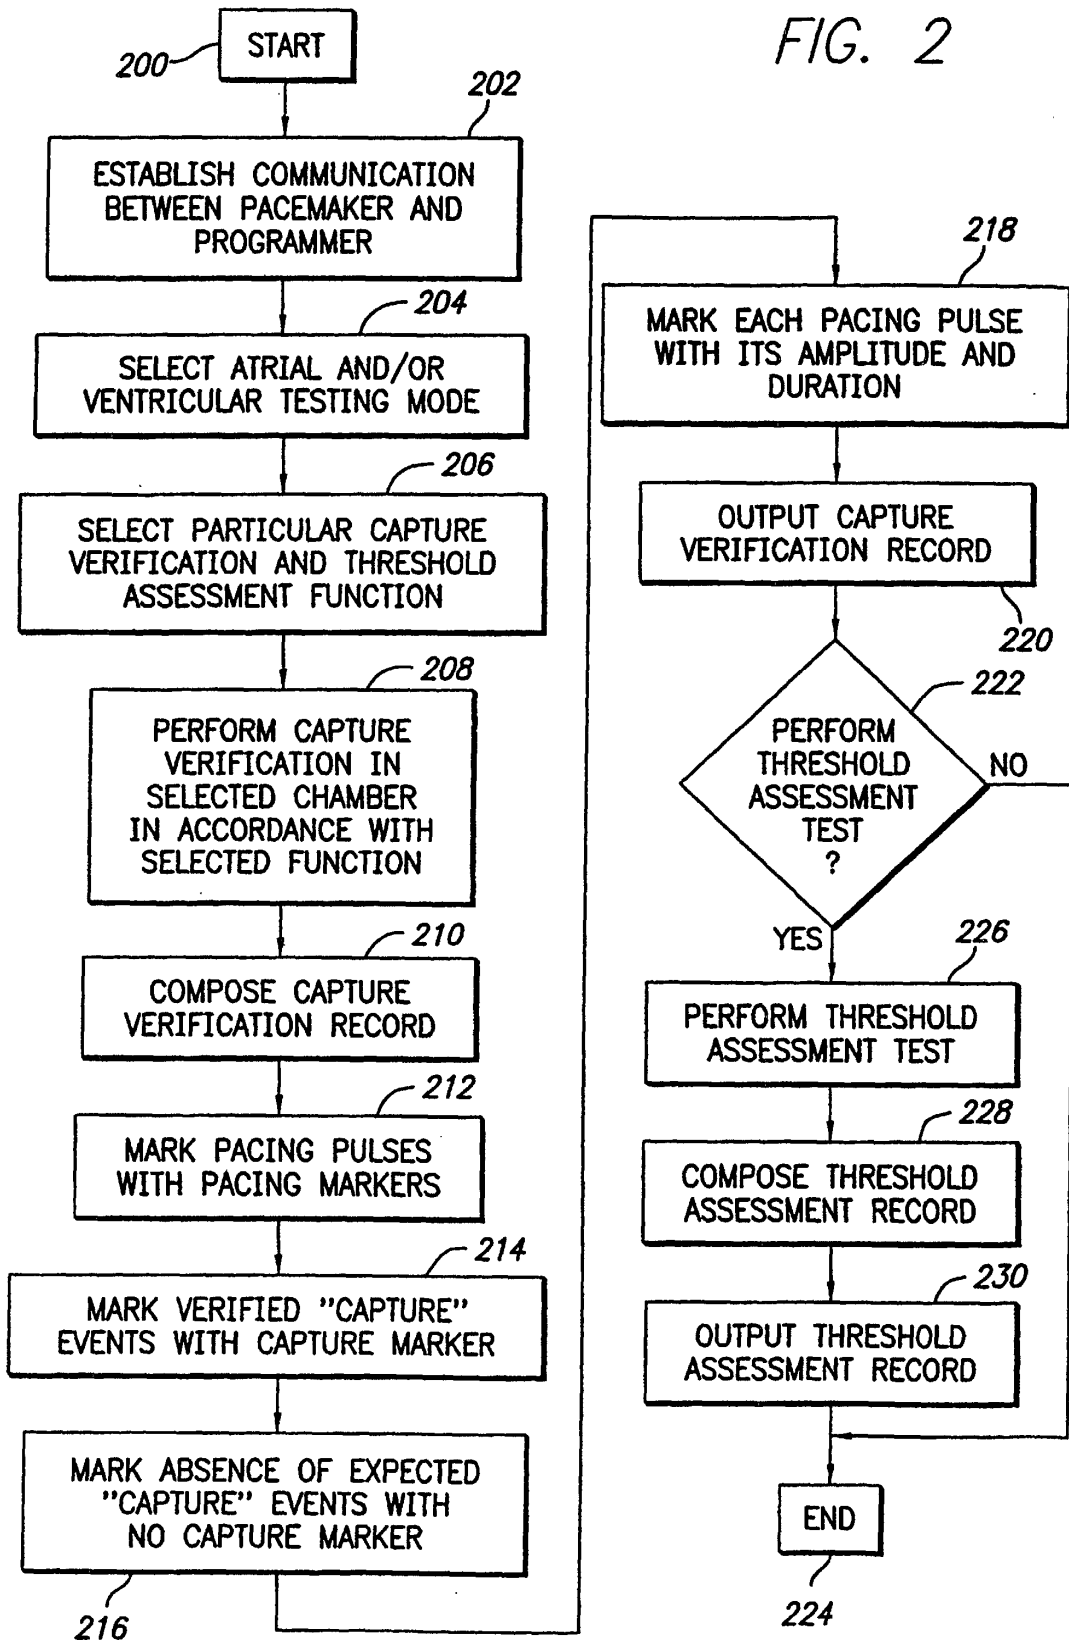 FIG. 2
START
200
202
ESTABLISH COMMUNICATION
BETWEEN PACEMAKER AND
PROGRAMMER
204
SELECT ATRIAL AND/OR
VENTRICULAR TESTING MODE
206
SELECT PARTICULAR CAPTURE
VERIFICATION AND THRESHOLD
ASSESSMENT FUNCTION
208
PERFORM CAPTURE
VERIFICATION IN
SELECTED CHAMBER
IN ACCORDANCE WITH
SELECTED FUNCTION
210
COMPOSE CAPTURE
VERIFICATION RECORD
212
MARK PACING PULSES
WITH PACING MARKERS
214
MARK VERIFIED "CAPTURE"
EVENTS WITH CAPTURE MARKER
MARK ABSENCE OF EXPECTED
"CAPTURE" EVENTS WITH
NO CAPTURE MARKER
216
218
MARK EACH PACING PULSE
WITH ITS AMPLITUDE AND
DURATION
OUTPUT CAPTURE
VERIFICATION RECORD
220
222
PERFORM
THRESHOLD
ASSESSMENT
TEST
?
NO
YES
226
PERFORM THRESHOLD
ASSESSMENT TEST
228
COMPOSE THRESHOLD
ASSESSMENT RECORD
230
OUTPUT THRESHOLD
ASSESSMENT RECORD
END
224